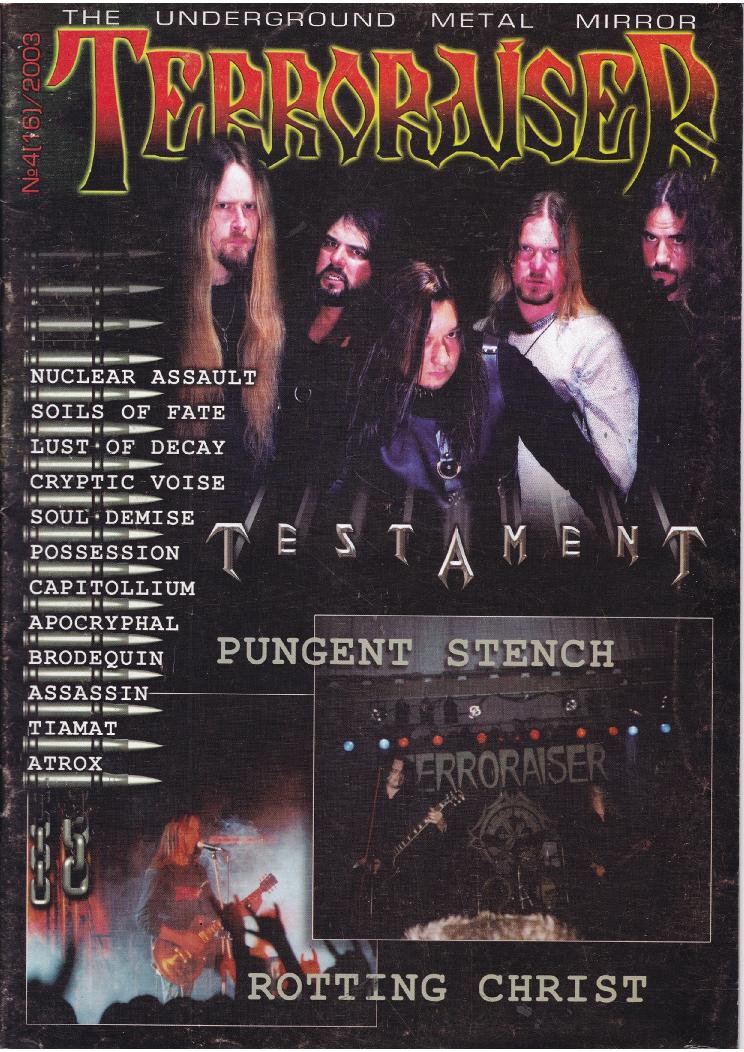 THE UNDERGROUND METAL MIRROR
TERRORAISER
№4(16)/2003
NUCLEAR ASSAULT
SOILS OF FATE
LUST OF DECAY
CRYPTIC VOISE
SOUL DEMISE
POSSESSION
CAPITOLLIUM
APOCRYPHAL
BRODEQUIN
ASSASSIN
TIAMAT
ATROX
TESTAMENT
PUNGENT STENCH
TERRORAISER
ROTTING CHRIST